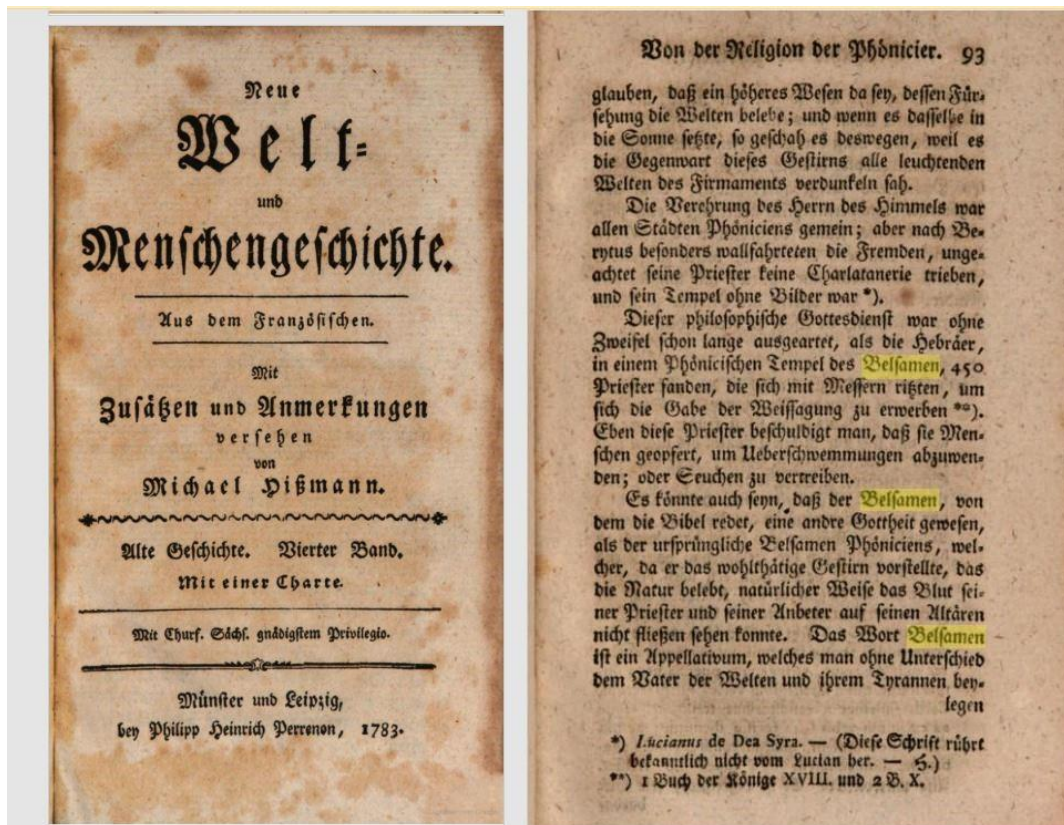 Neue
Welt-
und
Menschengeschichte.
Aus dem Französischen.
Mit
Zusätzen und Anmerkungen
versehen
von
Michael Hißmann.
Alte Geschichte. Vierter Band.
Mit einer Charte.
Mit Churf. Sächs. gnädigstem Privilegio.
Münster und Leipzig,
bey Philipp Heinrich Perrenon, 1783.
Von der Religion der Phönicier. 93
glauben, daß ein höheres Wesen da sey, dessen Für-
sehung die Welten belebe; und wenn es dasselbe in
die Sonne setzte, so geschah es deswegen, weil es
die Gegenwart dieses Gestirns alle leuchtenden
Welten des Firmaments verdunkeln sah.
Die Verehrung des Herrn des Himmels war
allen Städten Phöniciens gemein; aber nach Be-
rytus besonders wallfahrteten die Fremden, unge-
achtet seine Priester keine Charlatanerie trieben,
und sein Tempel ohne Bilder war *).
Dieser philosophische Gottesdienst war ohne
Zweifel schon lange ausgeartet, als die Hebräer,
in einem Phönicischen Tempel des Belsamen, 450
Priester fanden, die sich mit Messern ritzten, um
sich die Gabe der Weissagung zu erwerben **).
Eben diese Priester beschuldigt man, daß sie Men-
schen geopfert, um Ueberschwemmungen abzuwen-
den; oder Seuchen zu vertreiben.
Es könnte auch seyn, daß der Belsamen, von
dem die Bibel redet, eine andre Gottheit gewesen,
als der ursprüngliche Belsamen Phöniciens, wel-
cher, da er das wohlthätige Gestirn vorstellte, das
die Natur belebt, natürlicher Weise das Blut sei-
ner Priester und seiner Anbeter auf seinen Altären
nicht fließen sehen konnte. Das Wort Belsamen
ist ein Appellativum, welches man ohne Unterschied
dem Vater der Welten und ihrem Tyrannen bey-
legen
*) Lucianus de Dea Syra. — (Diese Schrift rührt
bekanntlich nicht vom Lucian her. — H.)
**) 1 Buch der Könige XVIII. und 2 B. X.